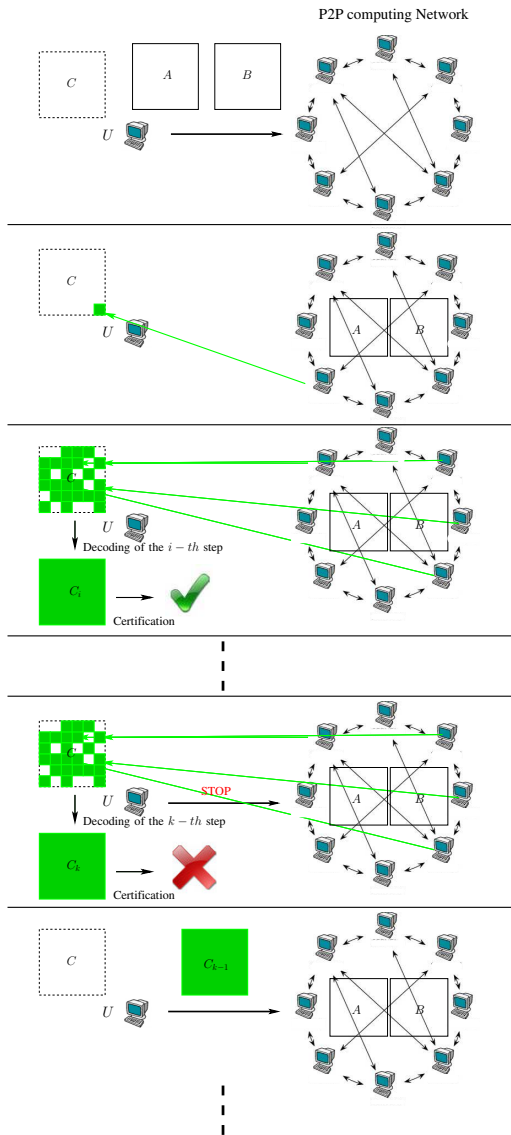 P2P computing Network
C
A
B
U
C
U
A
B
C
U
A
B
Decoding of the i − th step
C_i
Certification
C
U
STOP
A
B
Decoding of the k − th step
C_k
Certification
C
C_{k−1}
U
A
B